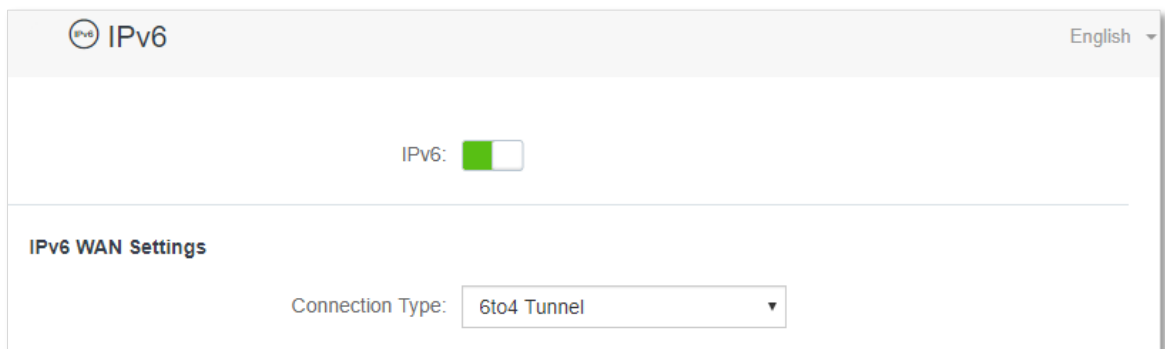 IPv6 IPv6
English
IPv6:
IPv6 WAN Settings
Connection Type: 6to4 Tunnel